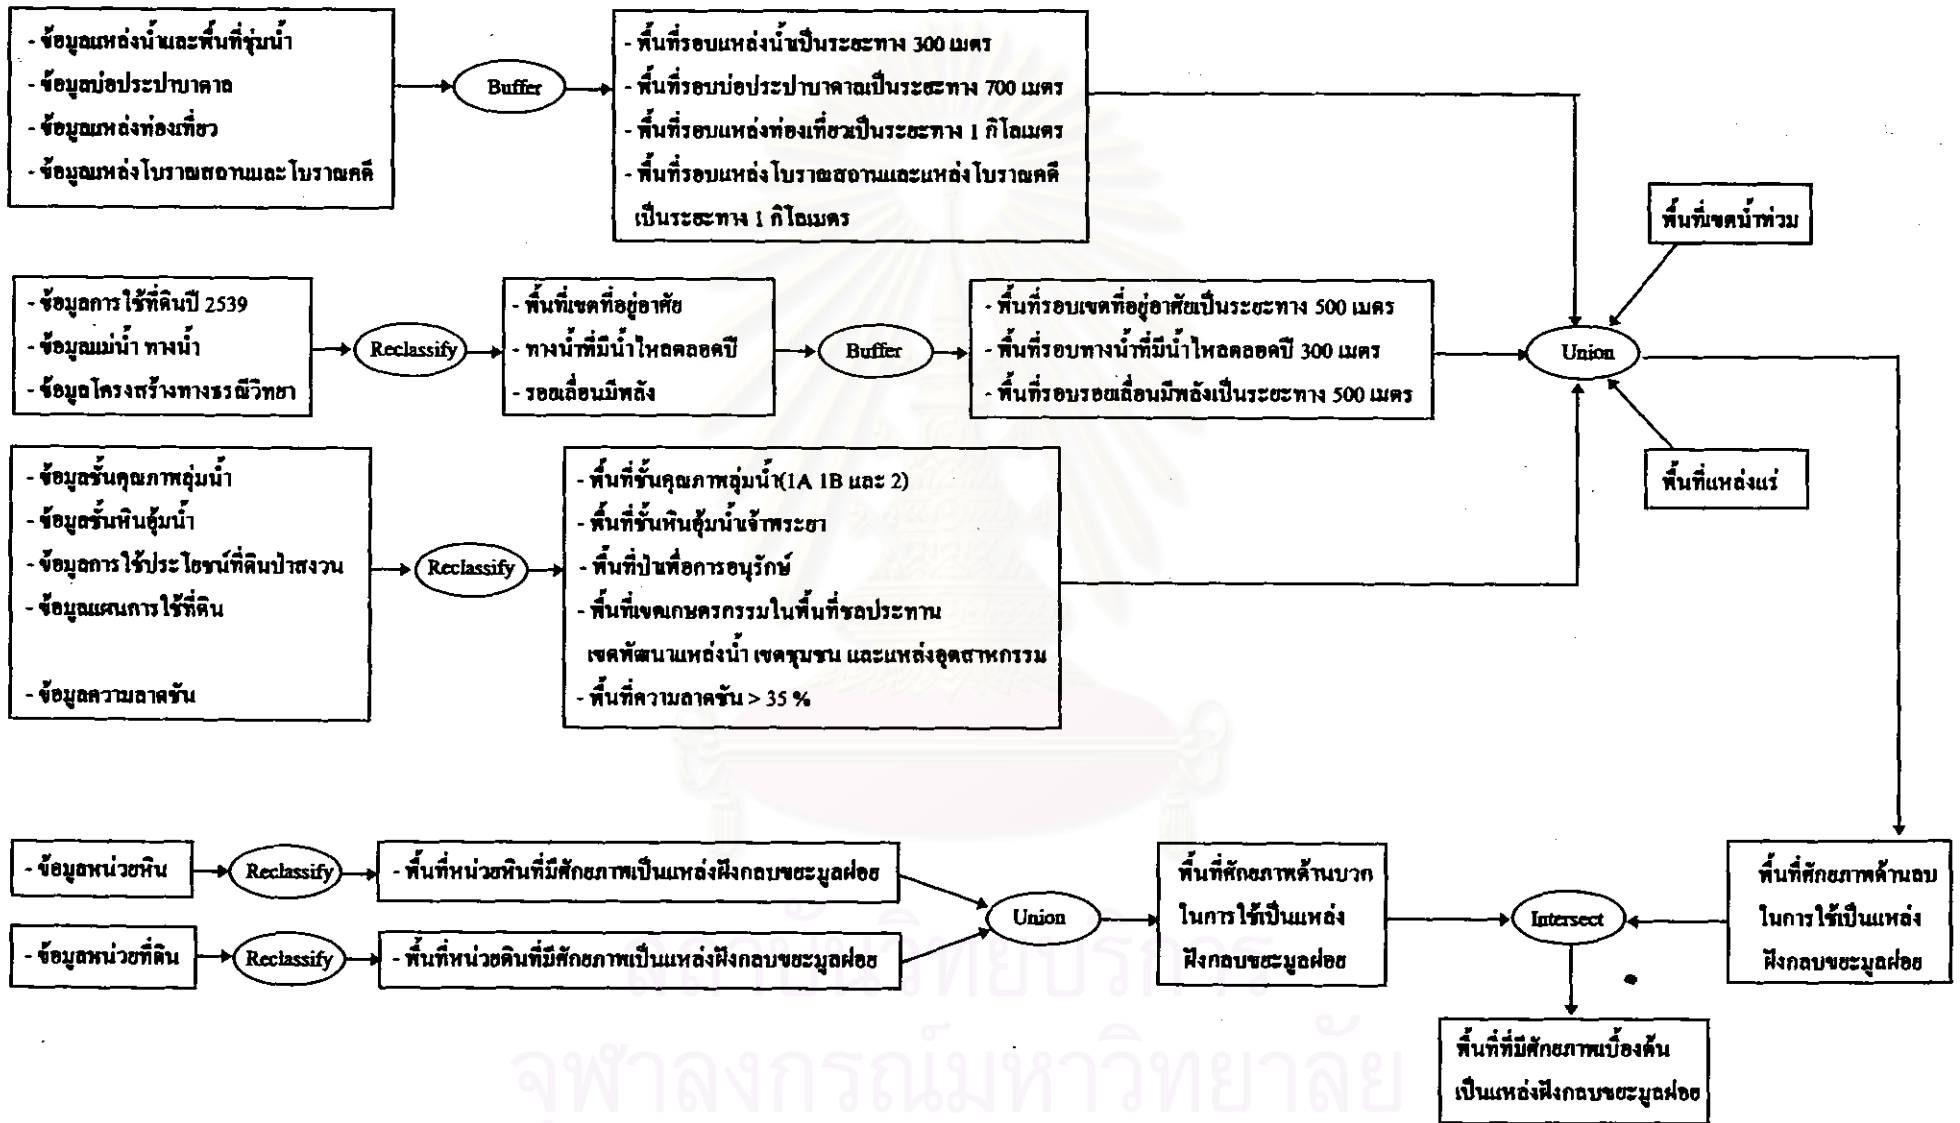 - ข้อมูลแหล่งน้ำและพื้นที่ชุ่มน้ำ
- ข้อมูลบ่อประปาบาดาล
- ข้อมูลแหล่งท่องเที่ยว
- ข้อมูลแหล่งโบราณสถานและโบราณคดี
Buffer
- พื้นที่รอบแหล่งน้ำเป็นระยะทาง 300 เมตร
- พื้นที่รอบบ่อประปาบาดาลเป็นระยะทาง 700 เมตร
- พื้นที่รอบแหล่งท่องเที่ยวเป็นระยะทาง 1 กิโลเมตร
- พื้นที่รอบแหล่งโบราณสถานและแหล่งโบราณคดี
เป็นระยะทาง 1 กิโลเมตร
พื้นที่เขตน้ำท่วม
- ข้อมูลการใช้ที่ดินปี 2539
- ข้อมูลแม่น้ำ ทางน้ำ
- ข้อมูลโครงสร้างทางธรณีวิทยา
Reclassify
- พื้นที่เขตที่อยู่อาศัย
- ทางน้ำที่มีน้ำไหลตลอดปี
- รอยเลื่อนมีพลัง
Buffer
- พื้นที่รอบเขตที่อยู่อาศัยเป็นระยะทาง 500 เมตร
- พื้นที่รอบทางน้ำที่มีน้ำไหลตลอดปี 300 เมตร
- พื้นที่รอบรอยเลื่อนมีพลังเป็นระยะทาง 500 เมตร
Union
พื้นที่แหล่งแร่
- ข้อมูลชั้นคุณภาพลุ่มน้ำ
- ข้อมูลชั้นหินอุ้มน้ำ
- ข้อมูลการใช้ประโยชน์ที่ดินป่าสงวน
- ข้อมูลแผนการใช้ที่ดิน
- ข้อมูลความลาดชัน
Reclassify
- พื้นที่ชั้นคุณภาพลุ่มน้ำ(1A 1B และ 2)
- พื้นที่ชั้นหินอุ้มน้ำเจ้าพระยา
- พื้นที่ป่าเพื่อการอนุรักษ์
- พื้นที่เขตเกษตรกรรมในพื้นที่ชลประทาน
เขตพัฒนาแหล่งน้ำ เขตชุมชน และแหล่งอุตสาหกรรม
- พื้นที่ความลาดชัน > 35 %
- ข้อมูลหน่วยหิน
Reclassify
- พื้นที่หน่วยหินที่มีศักยภาพเป็นแหล่งฝังกลบขยะมูลฝอย
- ข้อมูลหน่วยที่ดิน
Reclassify
- พื้นที่หน่วยดินที่มีศักยภาพเป็นแหล่งฝังกลบขยะมูลฝอย
Union
พื้นที่ศักยภาพด้านบวก
ในการใช้เป็นแหล่ง
ฝังกลบขยะมูลฝอย
Intersect
พื้นที่ศักยภาพด้านลบ
ในการใช้เป็นแหล่ง
ฝังกลบขยะมูลฝอย
พื้นที่ที่มีศักยภาพเบื้องต้น
เป็นแหล่งฝังกลบขยะมูลฝอย
สถาบันวิทยบริการ
จุฬาลงกรณ์มหาวิทยาลัย